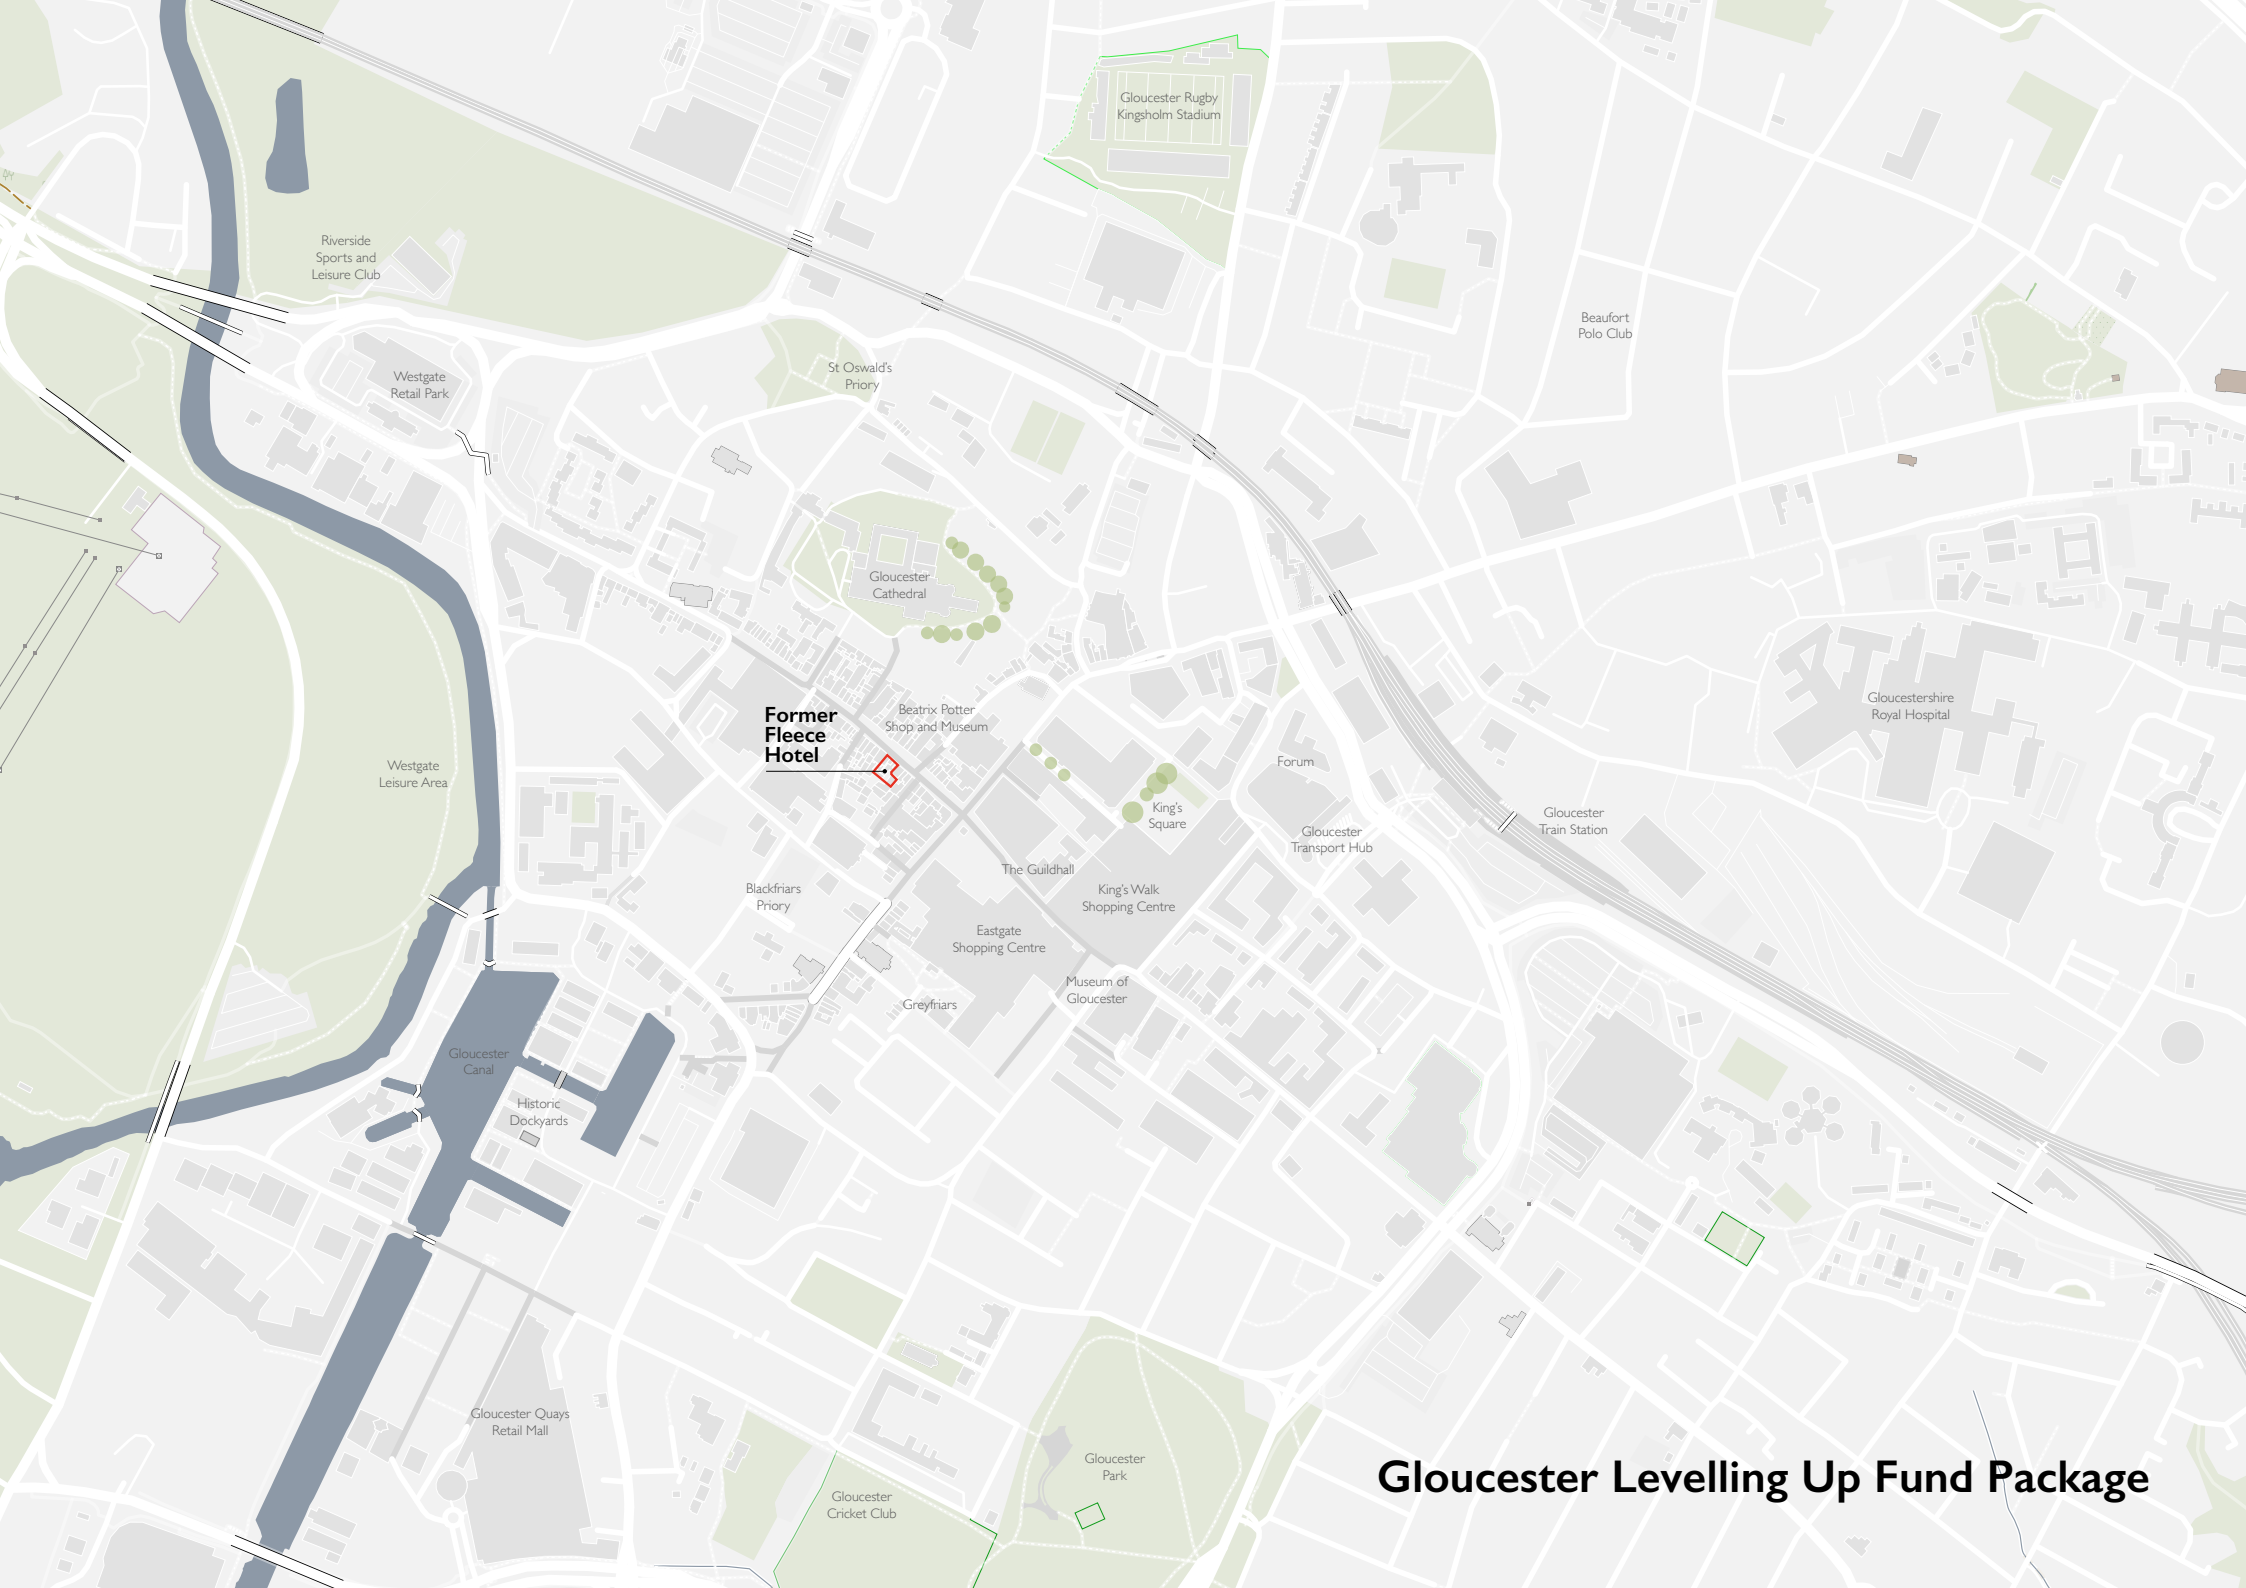 Gloucester Rugby
Kingsholm Stadium
Riverside
Sports and
Leisure Club
Beaufort
Polo Club
Westgate
Retail Park
St Oswald's
Priory
Gloucester
Cathedral
Gloucestershire
Royal Hospital
Former
Fleece
Hotel
Beatrix Potter
Shop and Museum
Westgate
Leisure Area
Forum
King's
Square
Gloucester
Train Station
Gloucester
Transport Hub
The Guildhall
Blackfriars
Priory
King's Walk
Shopping Centre
Eastgate
Shopping Centre
Museum of
Gloucester
Greyfriars
Gloucester
Canal
Historic
Dockyards
Gloucester Quays
Retail Mall
Gloucester
Park
Gloucester
Cricket Club
Gloucester Levelling Up Fund Package